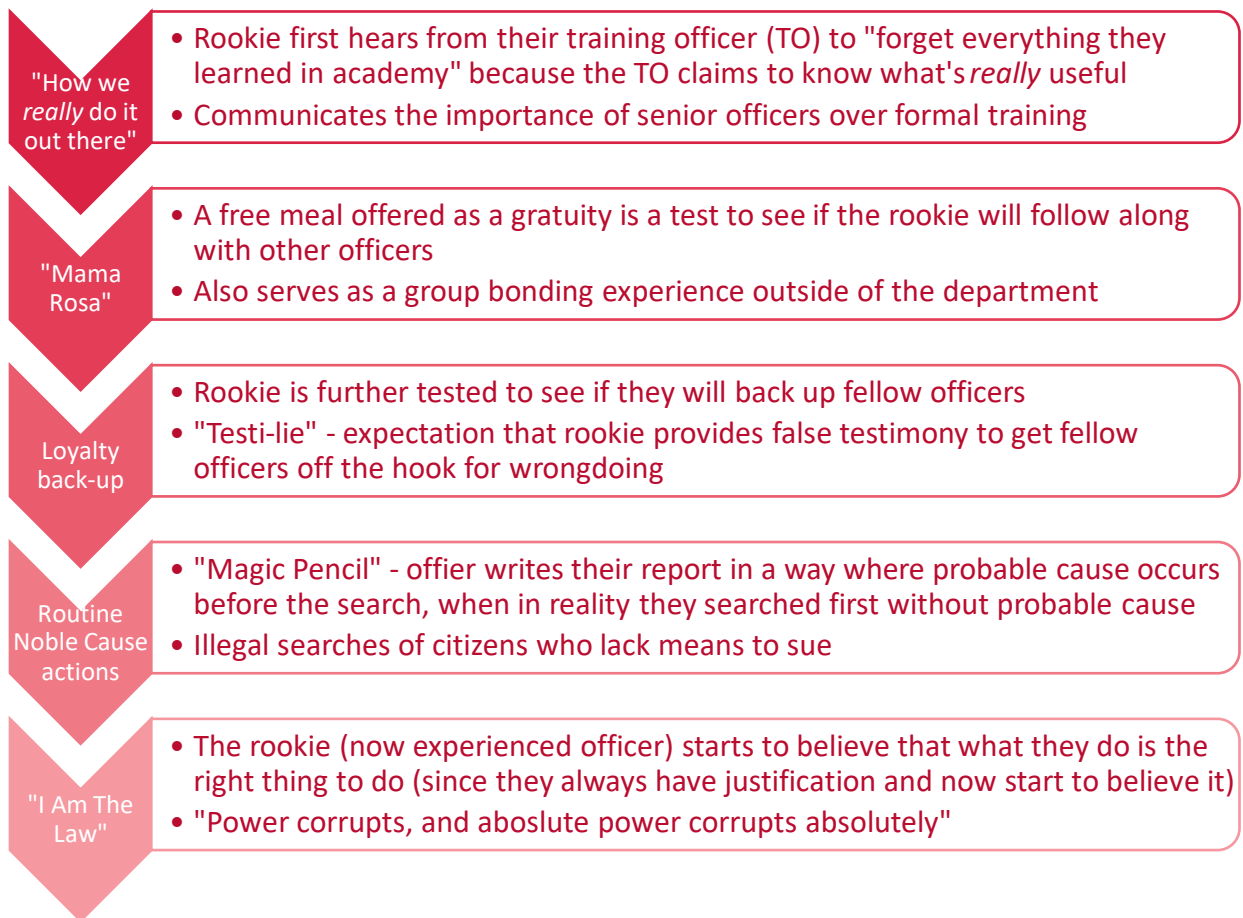 "How we
really do it
out there"
• Rookie first hears from their training officer (TO) to "forget everything they
learned in academy" because the TO claims to know what's really useful
• Communicates the importance of senior officers over formal training
"Mama
Rosa"
• A free meal offered as a gratuity is a test to see if the rookie will follow along
with other officers
• Also serves as a group bonding experience outside of the department
Loyalty
back-up
• Rookie is further tested to see if they will back up fellow officers
• "Testi-lie" - expectation that rookie provides false testimony to get fellow
officers off the hook for wrongdoing
Routine
Noble Cause
actions
• "Magic Pencil" - offier writes their report in a way where probable cause occurs
before the search, when in reality they searched first without probable cause
• Illegal searches of citizens who lack means to sue
"I Am The
Law"
• The rookie (now experienced officer) starts to believe that what they do is the
right thing to do (since they always have justification and now start to believe it)
• "Power corrupts, and aboslute power corrupts absolutely"